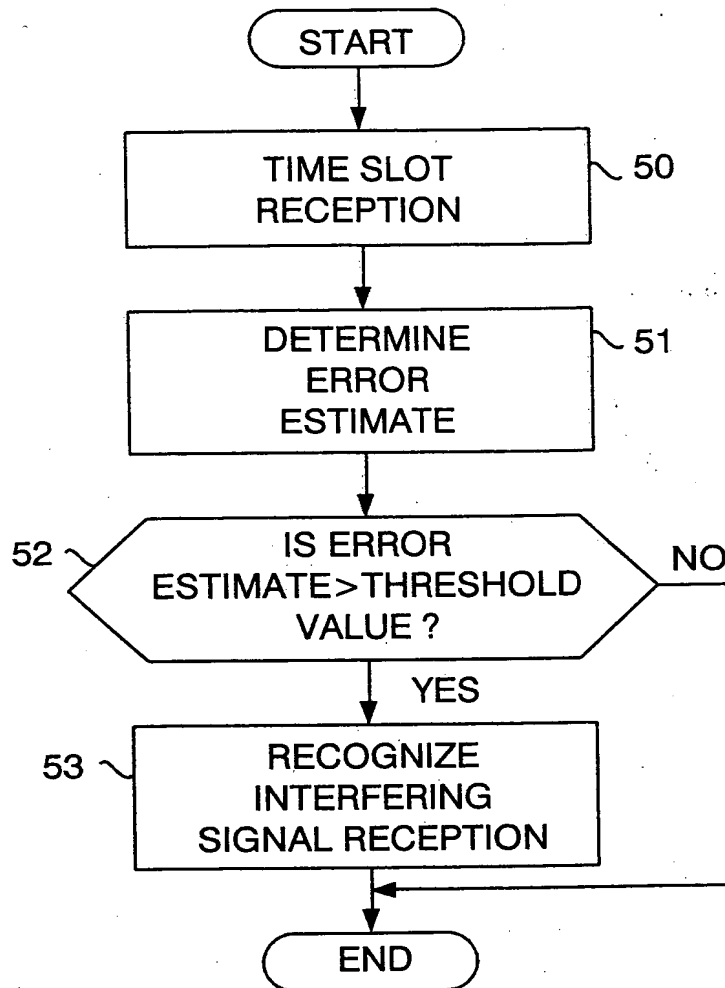 START
TIME SLOT
RECEPTION
50
DETERMINE
ERROR
ESTIMATE
51
52
IS ERROR
ESTIMATE>THRESHOLD
VALUE ?
NO
YES
53
RECOGNIZE
INTERFERING
SIGNAL RECEPTION
END